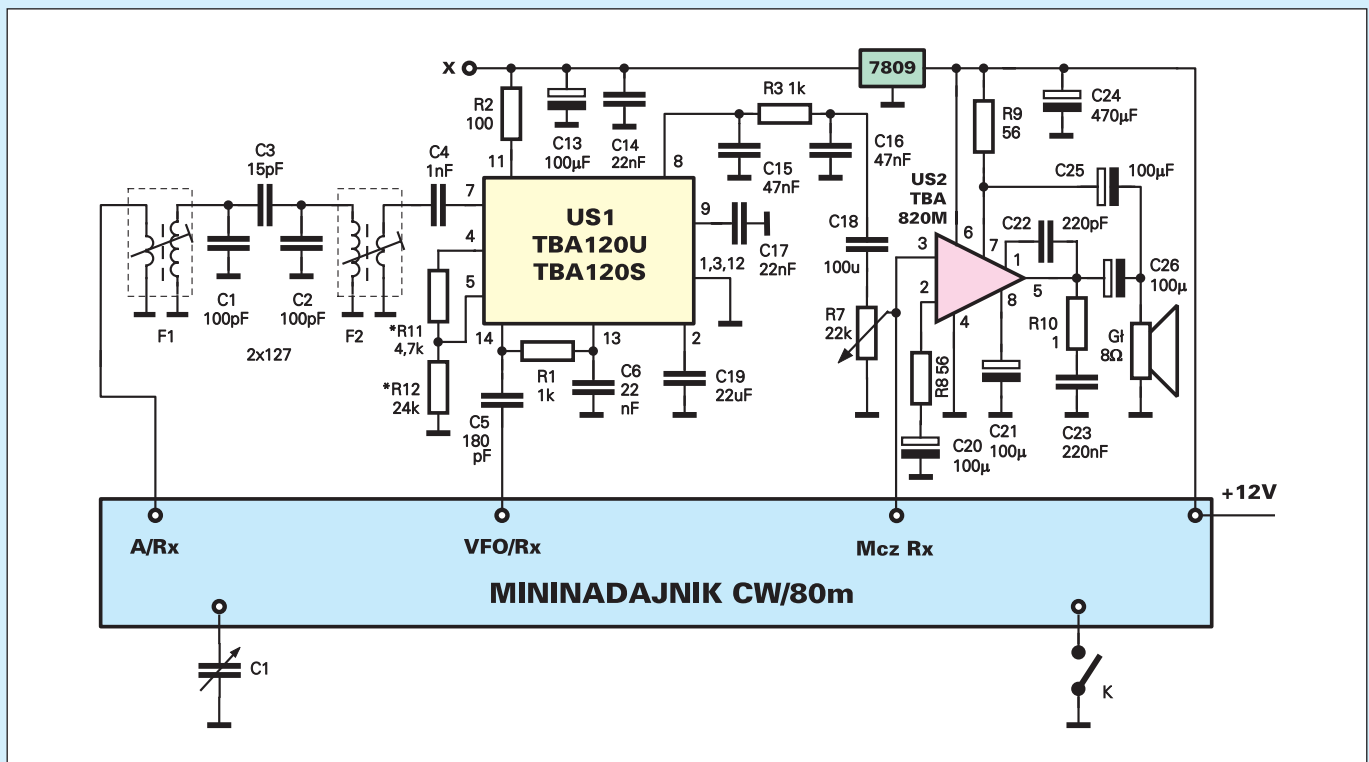 X
7809
R2
100
C13
100µF
C14
22nF
R3 1k
C15
47nF
C16
47nF
R9
56
C24
470µF
C3
15pF
C4
1nF
11
8
7
4
5
9
1,3,12
14
13
2
US1
TBA120U
TBA120S
C17
22nF
C18
100u
US2
TBA
820M
C25
100µF
C22
220pF
3
6
7
1
2
8
5
4
C26
100µ
F1
C1
100pF
C2
100pF
F2
2x127
*R11
4,7k
*R12
24k
R1
1k
C5
180
pF
C6
22
nF
C19
22uF
R7
22k
R8 56
C20
100µ
C21
100µ
R10
1
C23
220nF
Gł
8Ω
+12V
A/Rx
VFO/Rx
Mcz Rx
MININADAJNIK CW/80m
C1
K